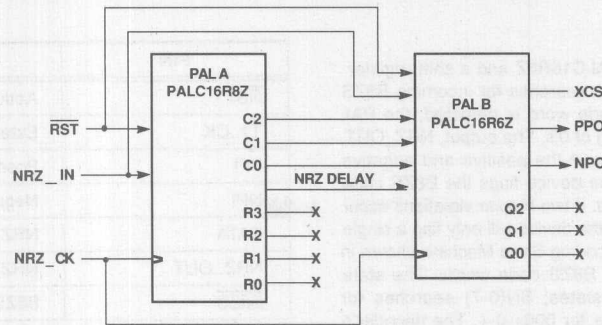 PAL A
PALC16R8Z
PAL B
PALC16R6Z
RST
NRZ_IN
NRZ_CK
C2
C1
C0
NRZ DELAY
R3 X
R2 X
R1 X
R0 X
XCS
PPO
NPO
Q2 X
Q1 X
Q0 X